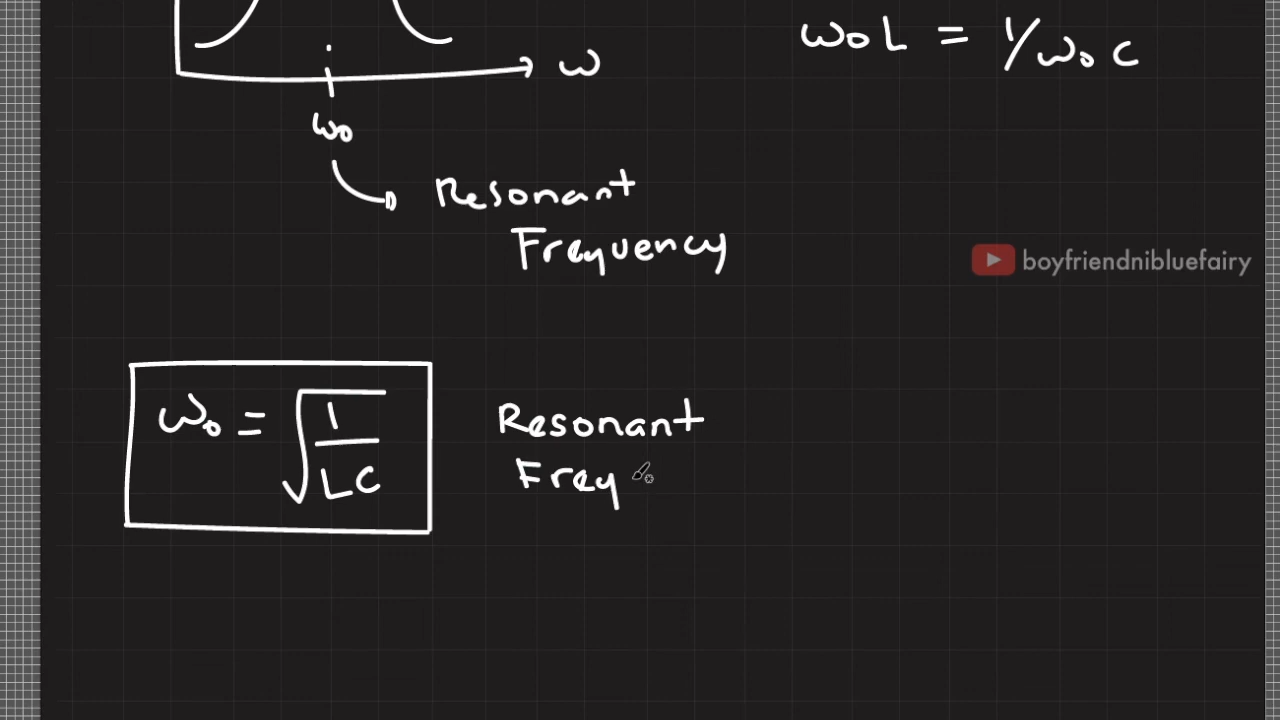 ω₀L = 1/ω₀C
ω
ω₀
Resonant
Frequency
boyfriendnibluefairy
ω₀ = √(1/LC)
Resonant
Freq